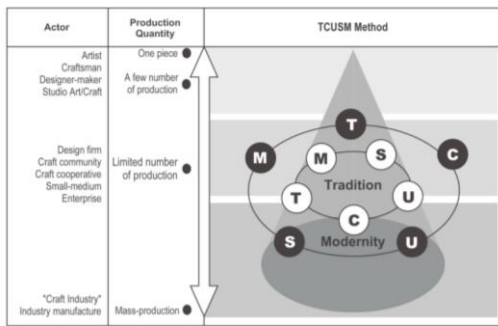 Actor
Production
Quantity
TCUSM Method
Artist
Craftsman
Designer-maker
Studio Art/Craft
One piece
A few number
of production
Design firm
Craft community
Craft cooperative
Small-medium
Enterprise
Limited number
of production
"Craft Industry"
Industry manufacture
Mass-production
T
M
C
M
S
Tradition
T
U
C
S
Modernity
U